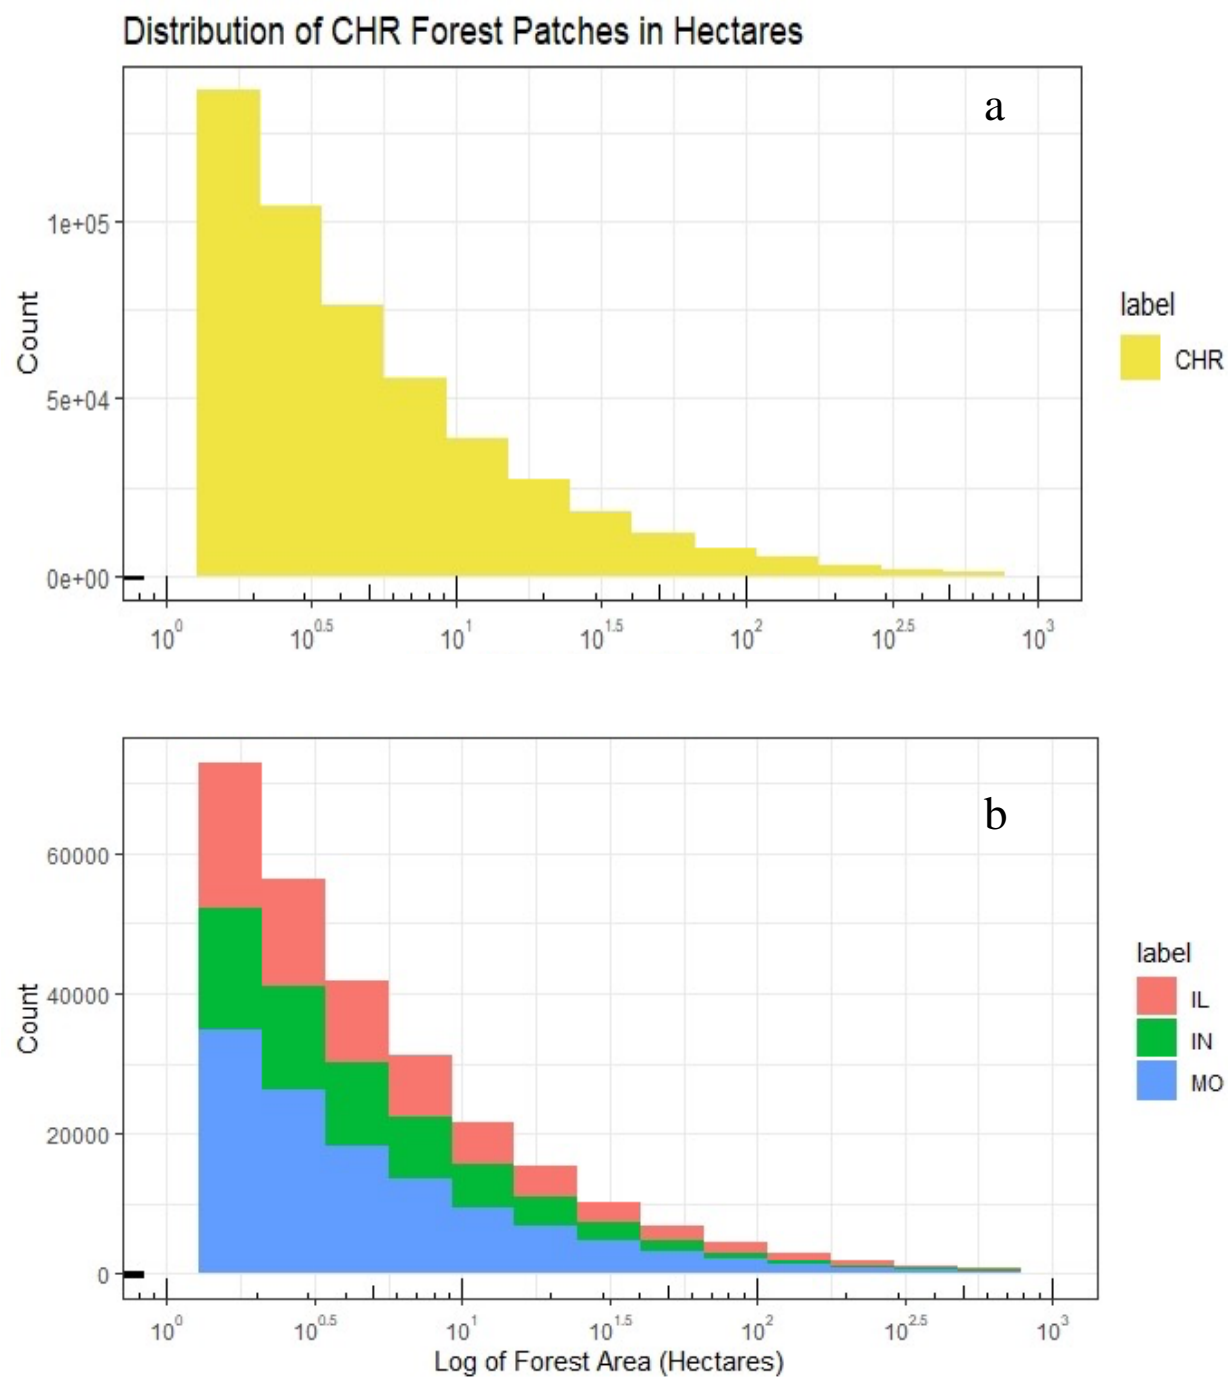 Distribution of CHR Forest Patches in Hectares
a
1e+05
5e+04
0e+00
Count
label
CHR
10^0 10^0.5 10^1 10^1.5 10^2 10^2.5 10^3
b
60000
40000
20000
0
Count
label
IL
IN
MO
10^0 10^0.5 10^1 10^1.5 10^2 10^2.5 10^3
Log of Forest Area (Hectares)